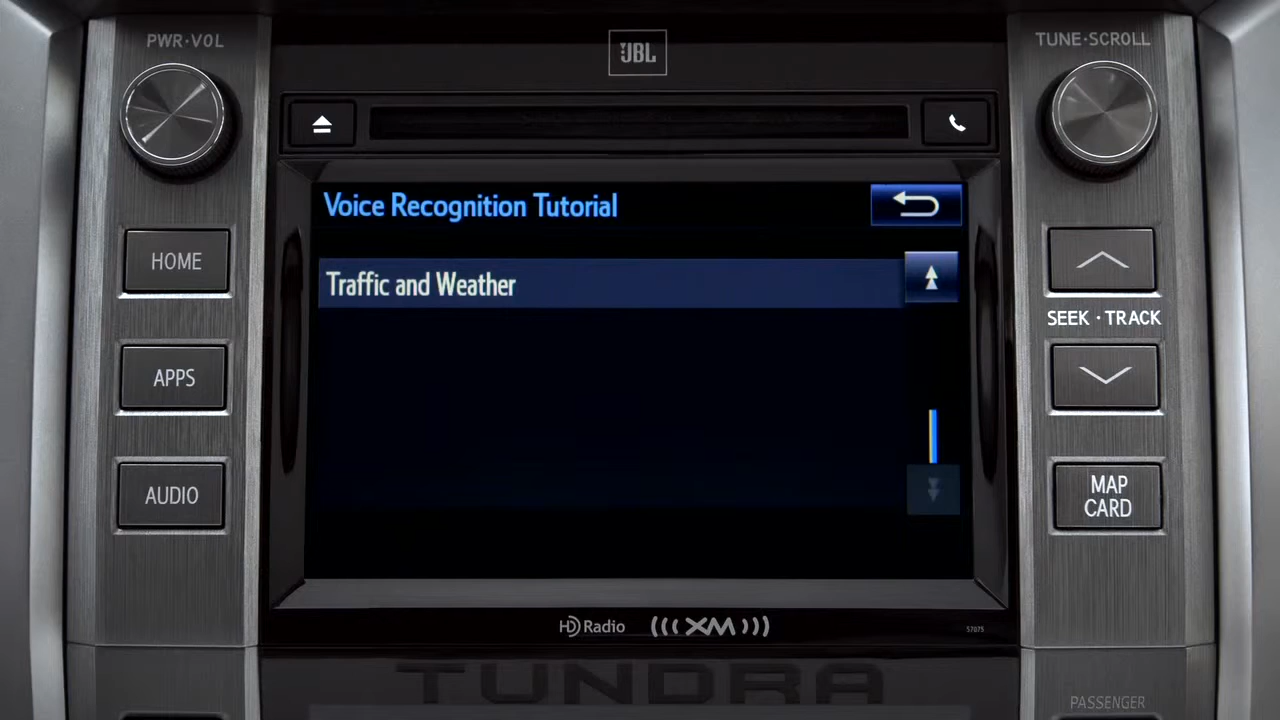 PWR·VOL
JBL
TUNE·SCROLL
Voice Recognition Tutorial
HOME
Traffic and Weather
SEEK · TRACK
APPS
AUDIO
MAP
CARD
HD Radio
((( XM )))
57075
TUNDRA
PASSENGER